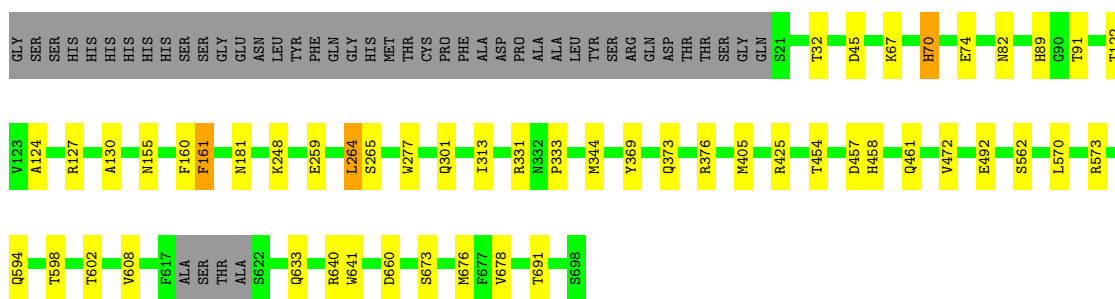 GLY SER SER HIS HIS HIS HIS HIS HIS SER SER GLY GLU ASN LEU TYR PHE GLN GLY HIS MET THR CYS PRO PHE ALA ASP PRO ALA ALA LEU TYR SER ARG GLN ASP THR THR SER GLY GLN S21 T32 D45 K67 H70 E74 N82 H89 G90 T91 T122
V123 A124 R127 A130 N155 F160 F161 N181 K248 E259 L264 S265 W277 Q301 I313 R331 N332 P333 M344 Y369 Q373 R376 M405 R425 T454 D457 H458 Q461 V472 E492 S562 L570 R573
Q594 T598 T602 V608 F617 ALA SER THR ALA S622 Q633 R640 W641 D660 S673 M676 F677 V678 T691 S698